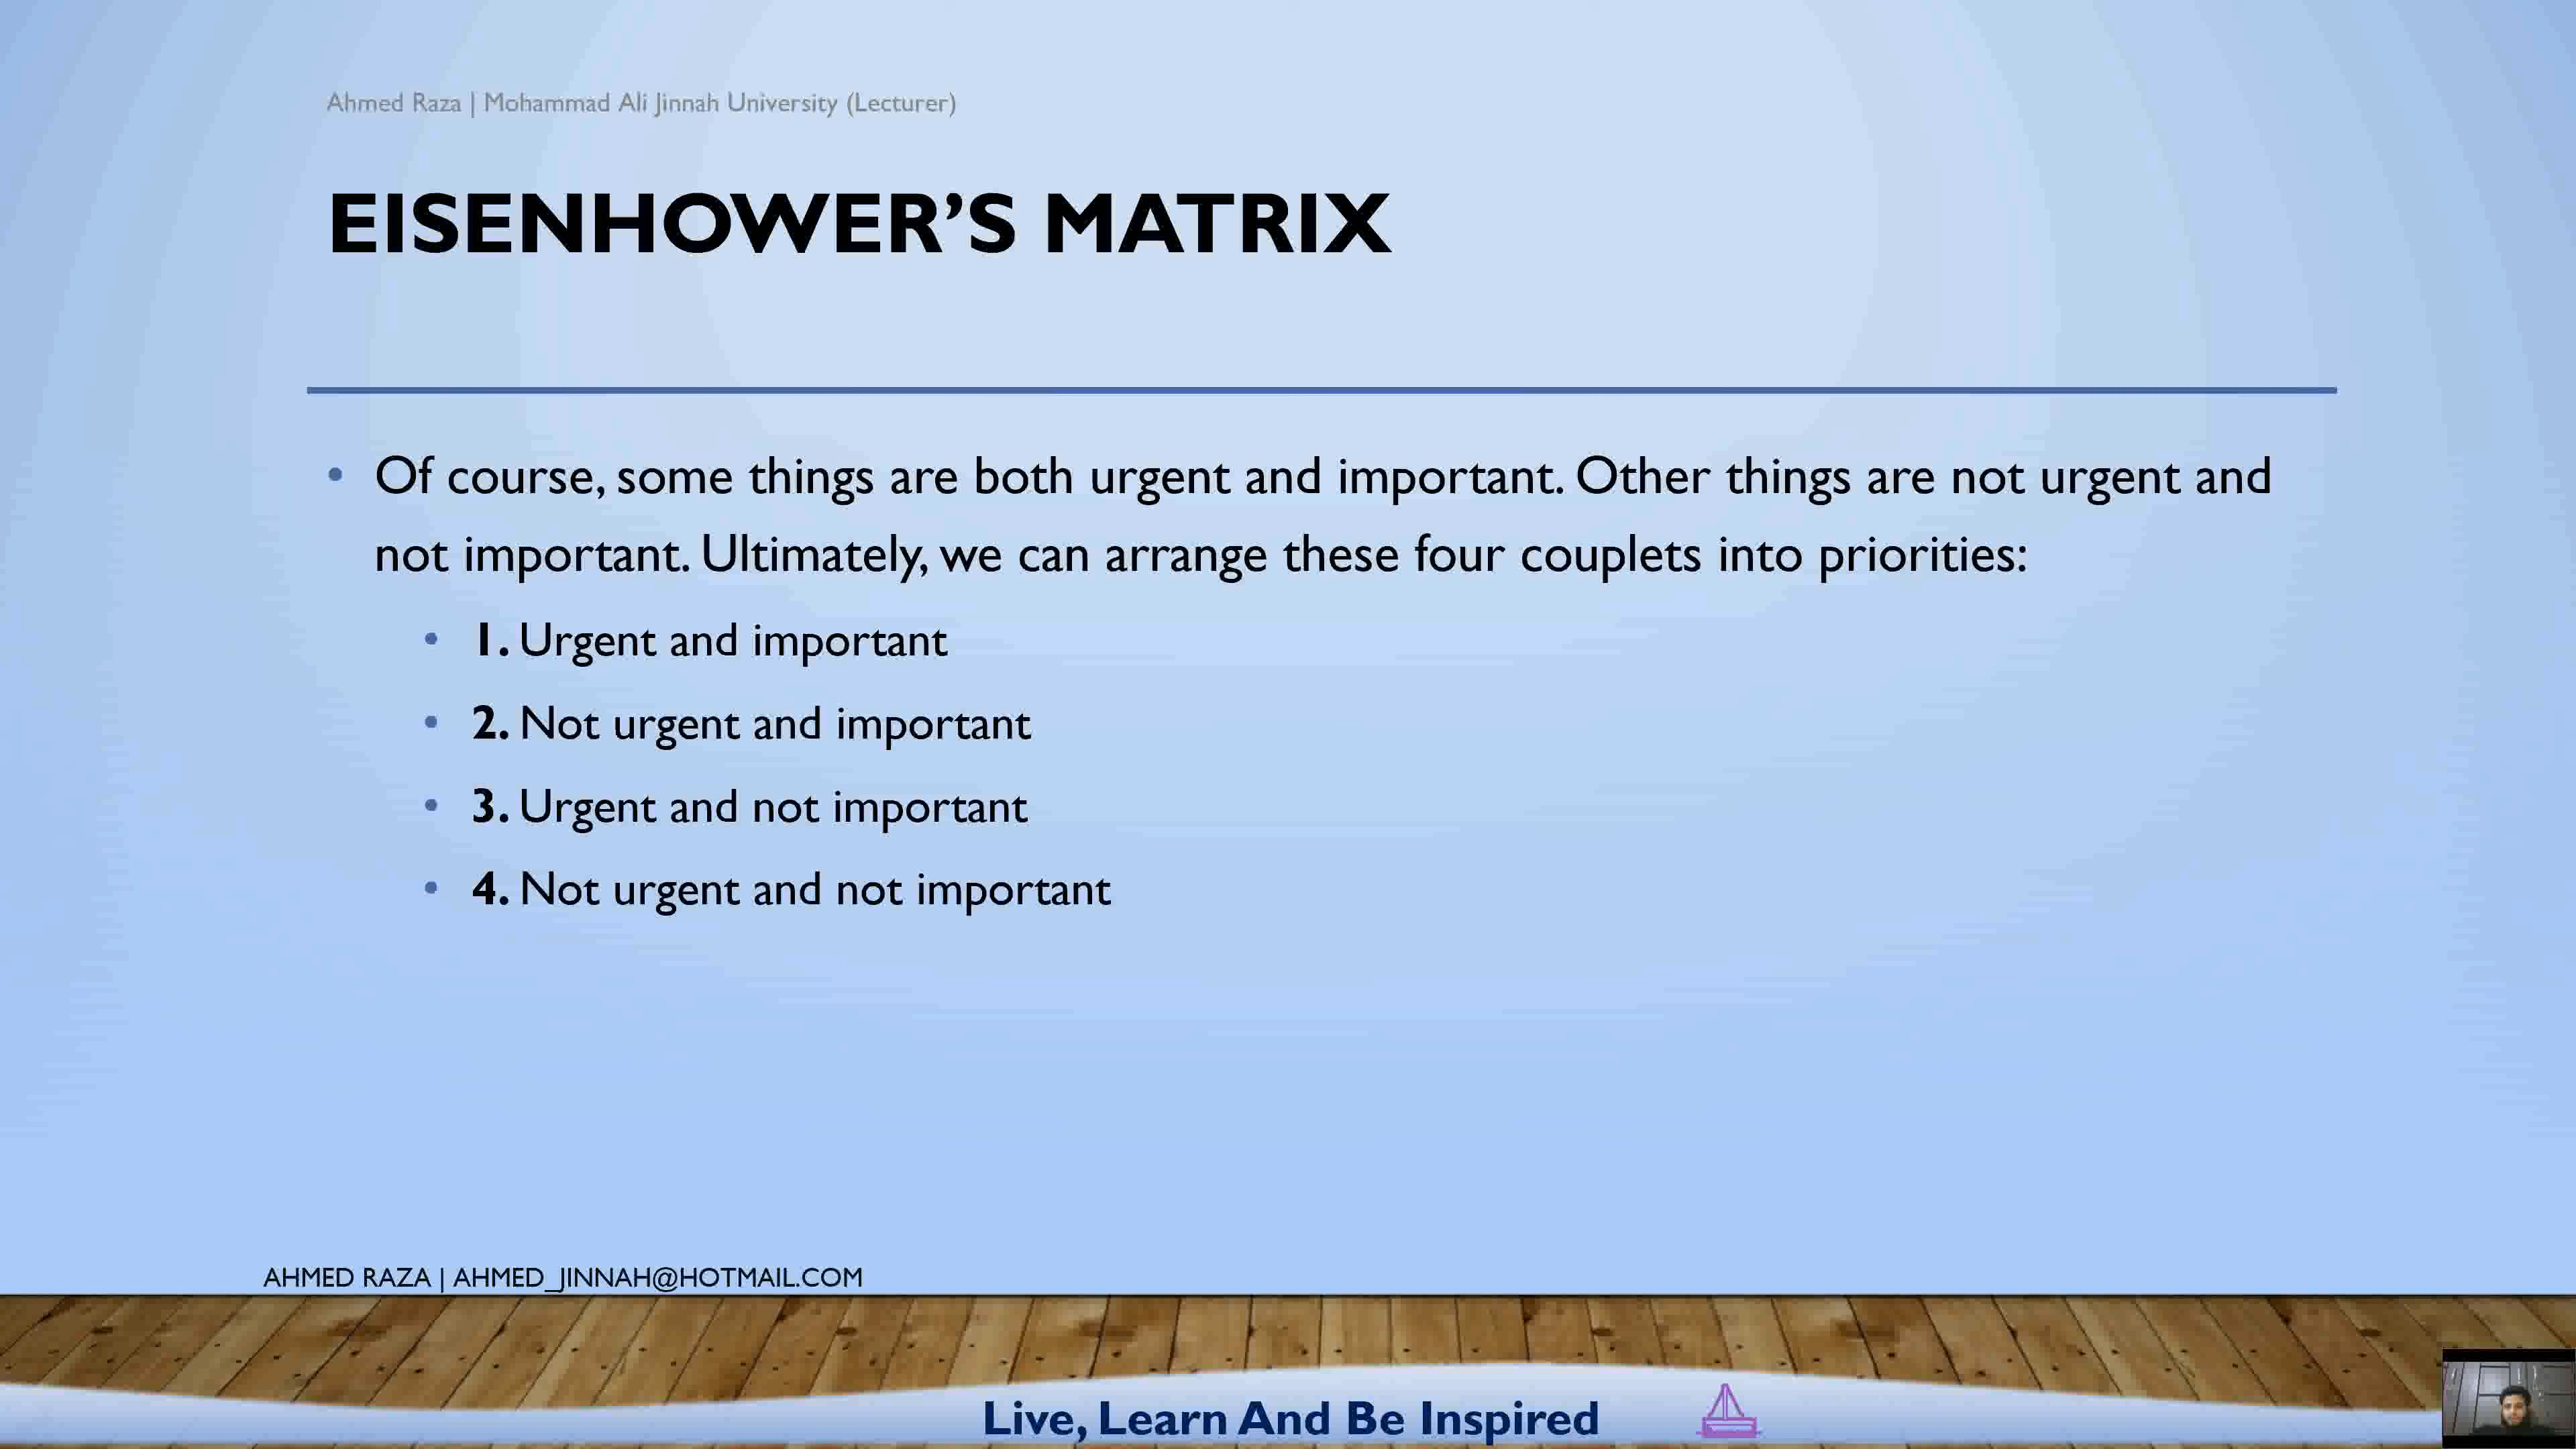 Ahmed Raza | Mohammad Ali Jinnah University (Lecturer)
EISENHOWER’S MATRIX
• Of course, some things are both urgent and important. Other things are not urgent and
not important. Ultimately, we can arrange these four couplets into priorities:
• 1. Urgent and important
• 2. Not urgent and important
• 3. Urgent and not important
• 4. Not urgent and not important
AHMED RAZA | AHMED_JINNAH@HOTMAIL.COM
Live, Learn And Be Inspired